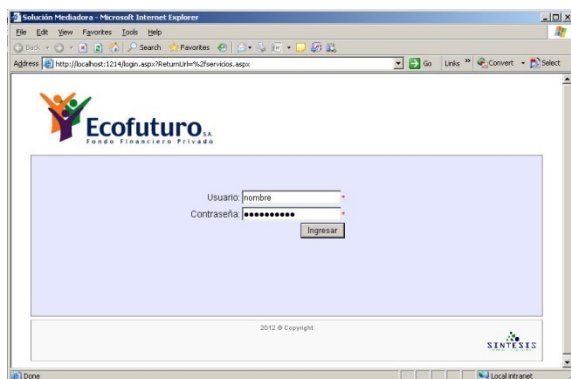 Solución Mediadora - Microsoft Internet Explorer
File Edit View Favorites Tools Help
Back Search Favorites
Address http://localhost:1214/login.aspx?ReturnUrl=%2fservicios.aspx Go Links » Convert Select
Ecofuturo S.A.
Fondo Financiero Privado
Usuario: nombre *
Contraseña: ●●●●●●●●●● *
Ingresar
2012 © Copyright
SINTESIS
Done Local intranet